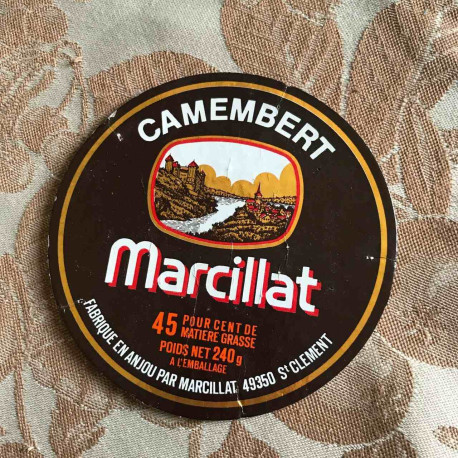 CAMEMBERT
Marcillat
45 POUR CENT DE
MATIERE GRASSE
POIDS NET 240g
A L'EMBALLAGE
FABRIQUE EN ANJOU PAR MARCILLAT 49350 St CLEMENT